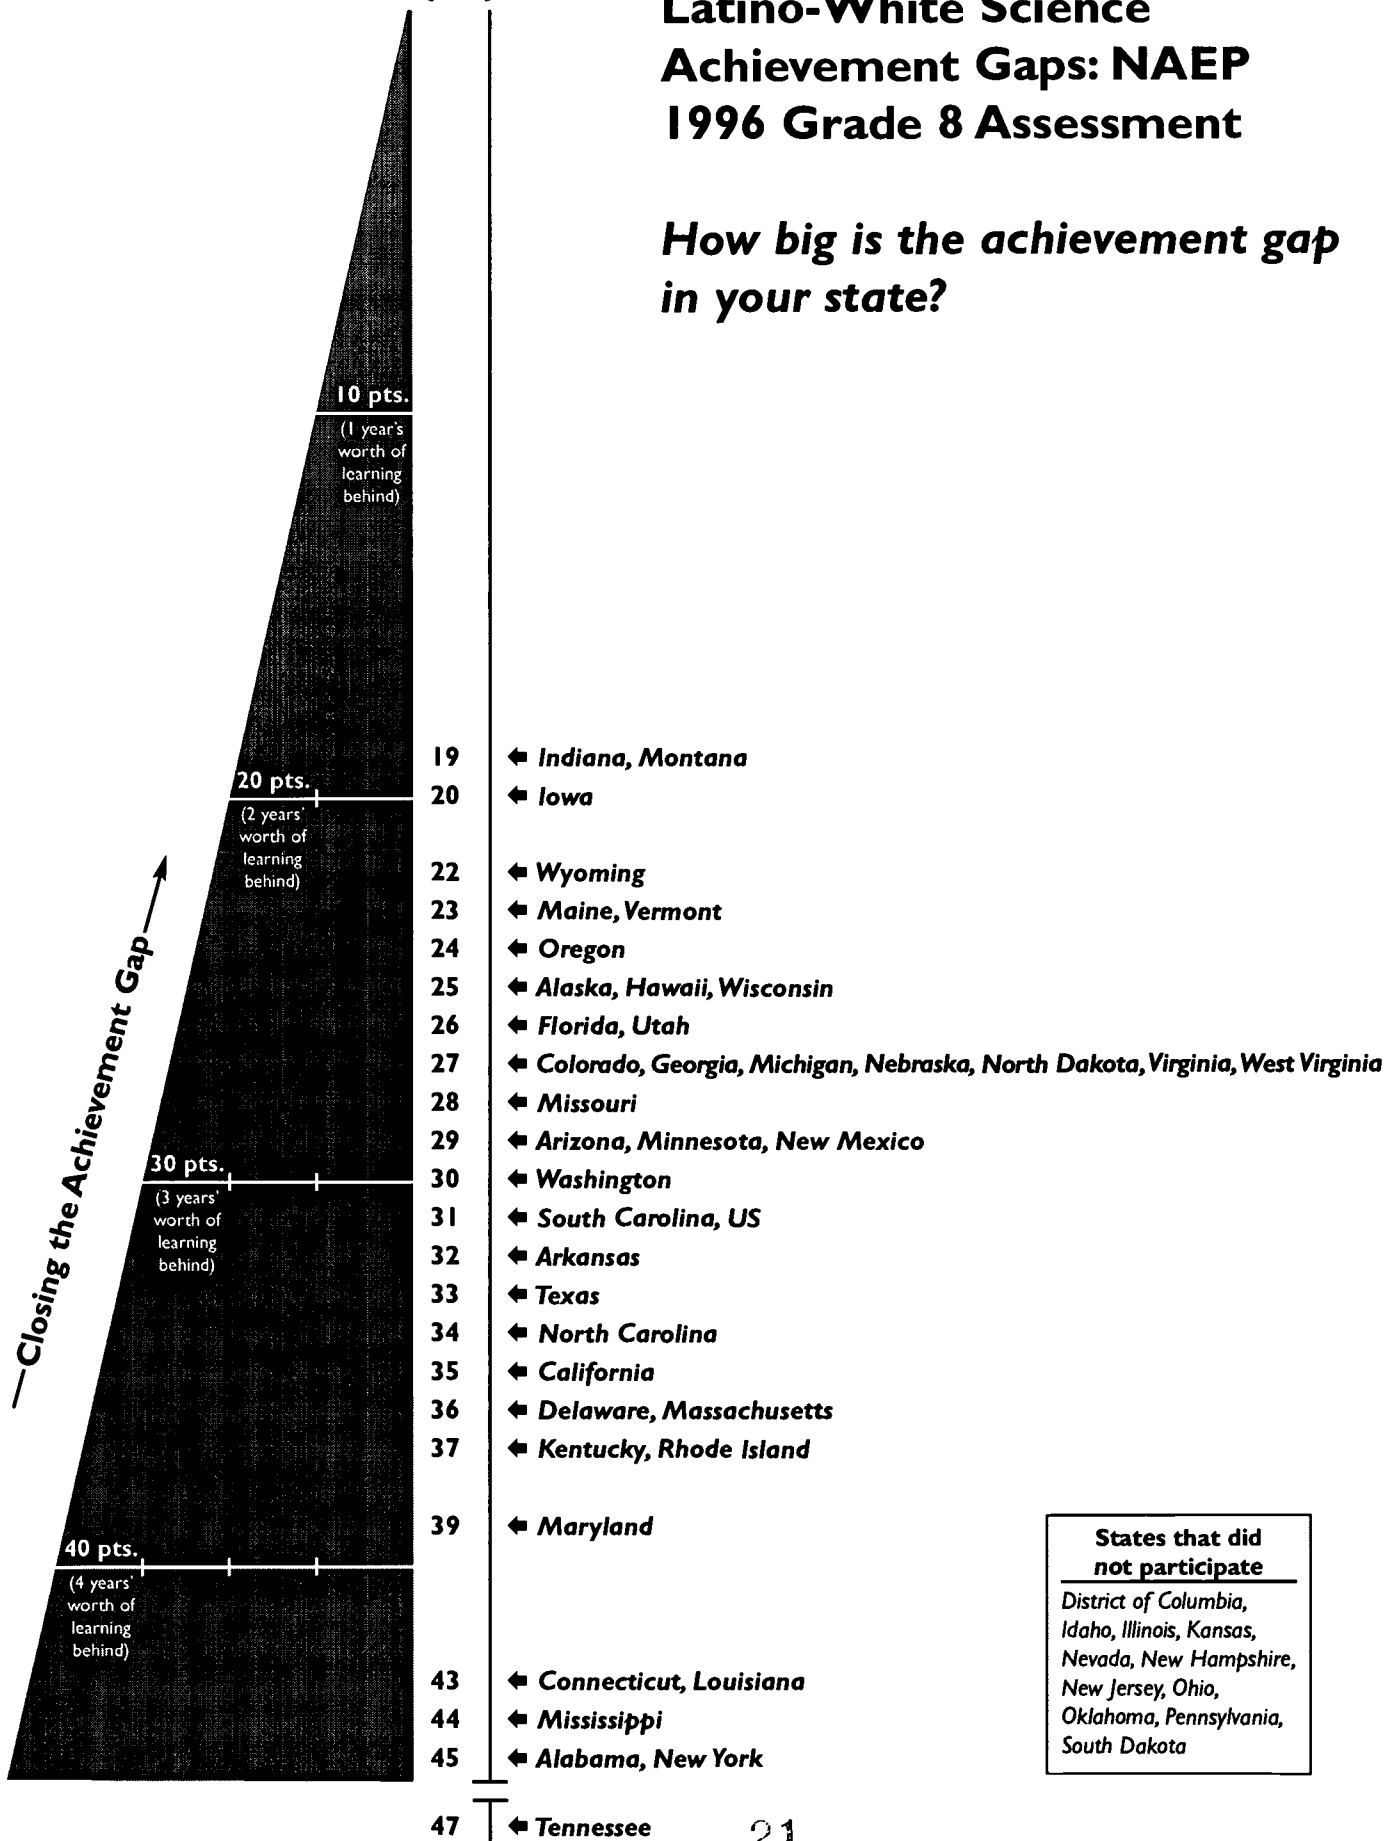 Latino-White Science
Achievement Gaps: NAEP
1996 Grade 8 Assessment
How big is the achievement gap
in your state?
10 pts.
(1 year's
worth of
learning
behind)
20 pts.
(2 years'
worth of
learning
behind)
30 pts.
(3 years'
worth of
learning
behind)
40 pts.
(4 years'
worth of
learning
behind)
Closing the Achievement Gap
19 Indiana, Montana
20 Iowa
22 Wyoming
23 Maine, Vermont
24 Oregon
25 Alaska, Hawaii, Wisconsin
26 Florida, Utah
27 Colorado, Georgia, Michigan, Nebraska, North Dakota, Virginia, West Virginia
28 Missouri
29 Arizona, Minnesota, New Mexico
30 Washington
31 South Carolina, US
32 Arkansas
33 Texas
34 North Carolina
35 California
36 Delaware, Massachusetts
37 Kentucky, Rhode Island
39 Maryland
43 Connecticut, Louisiana
44 Mississippi
45 Alabama, New York
47 Tennessee
States that did
not participate
District of Columbia,
Idaho, Illinois, Kansas,
Nevada, New Hampshire,
New Jersey, Ohio,
Oklahoma, Pennsylvania,
South Dakota
21